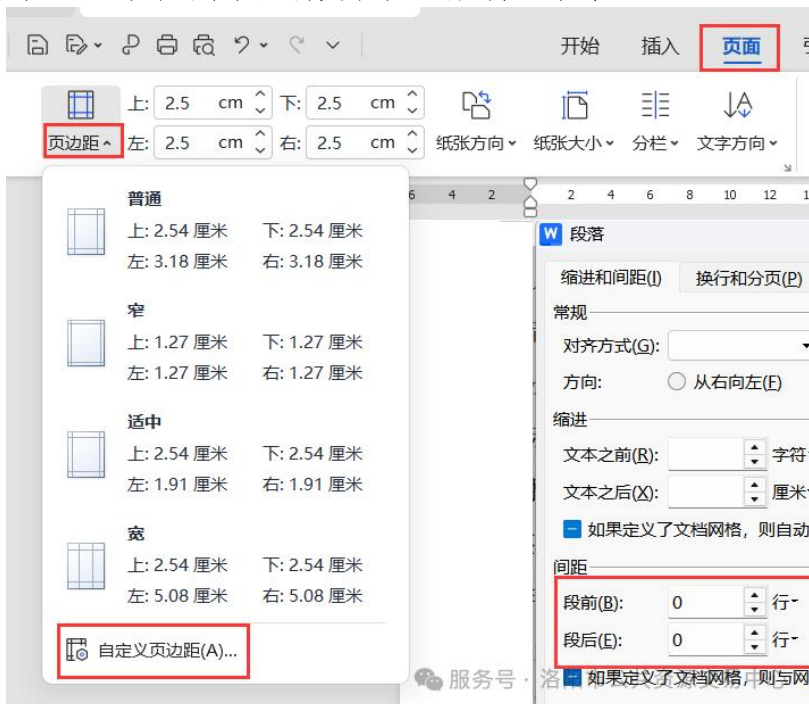 开始 插入 页面
上: 2.5 cm 下: 2.5 cm
页边距 左: 2.5 cm 右: 2.5 cm 纸张方向 纸张大小 分栏 文字方向
6 4 2 2 4 6 8 10 12
普通
上: 2.54 厘米 下: 2.54 厘米
左: 3.18 厘米 右: 3.18 厘米
窄
上: 1.27 厘米 下: 1.27 厘米
左: 1.27 厘米 右: 1.27 厘米
适中
上: 2.54 厘米 下: 2.54 厘米
左: 1.91 厘米 右: 1.91 厘米
宽
上: 2.54 厘米 下: 2.54 厘米
左: 5.08 厘米 右: 5.08 厘米
自定义页边距(A)...
W 段落
缩进和间距(I) 换行和分页(P)
常规
对齐方式(G):
方向: 从右向左(F)
缩进
文本之前(R): 字符
文本之后(X): 厘米
如果定义了文档网格，则自动
间距
段前(B): 0 行
段后(E): 0 行
如果定义了文档网格，则与网
服务号 · 洛